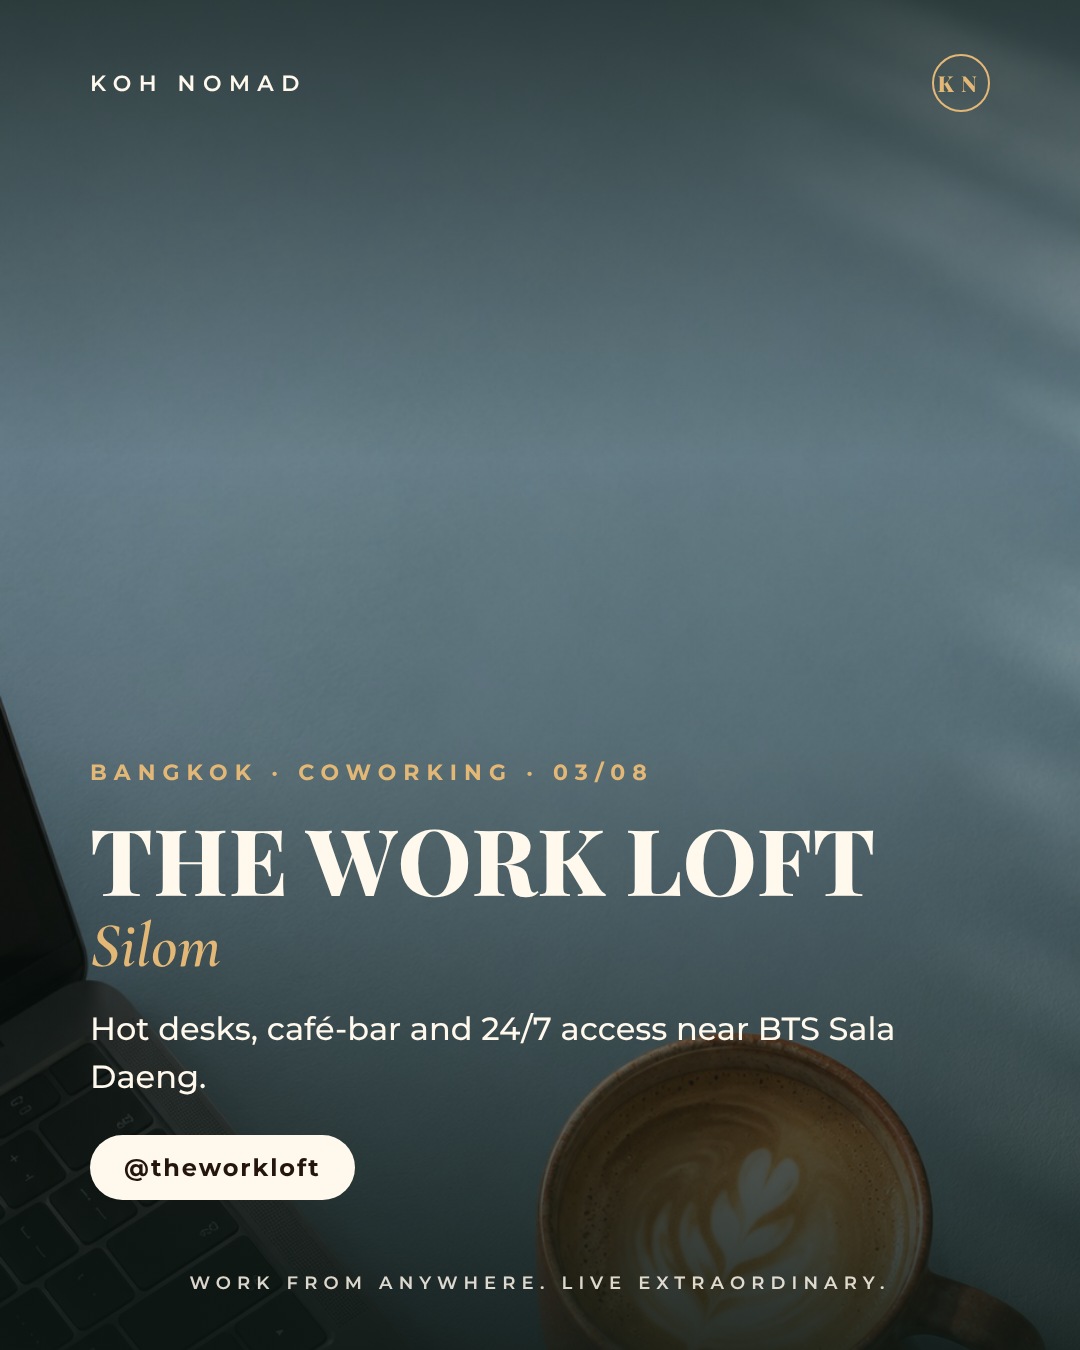 KOH NOMAD
KN
BANGKOK · COWORKING · 03/08
THE WORK LOFT
Silom
Hot desks, café-bar and 24/7 access near BTS Sala
Daeng.
@theworkloft
WORK FROM ANYWHERE. LIVE EXTRAORDINARY.